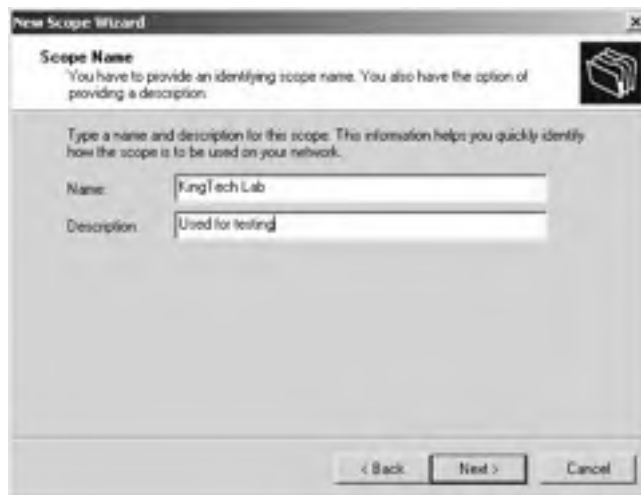 New Scope Wizard
Scope Name
You have to provide an identifying scope name. You also have the option of
providing a description.
Type a name and description for this scope. This information helps you quickly identify
how the scope is to be used on your network.
Name: KingTech Lab
Description: Used for testing
< Back Next > Cancel